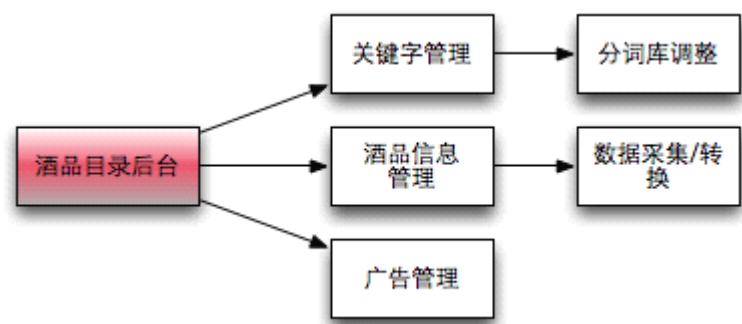 关键字管理
分词库调整
酒品目录后台
酒品信息
管理
数据采集/转
换
广告管理